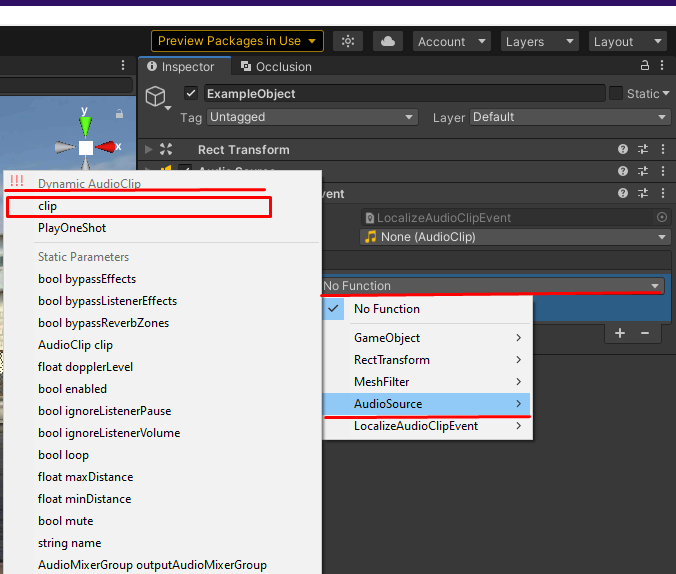 Preview Packages in Use
Account
Layers
Layout
Inspector
Occlusion
ExampleObject
Static
Tag
Untagged
Layer
Default
y
x
Rect Transform
Audio Source
vent
LocalizeAudioClipEvent
None (AudioClip)
No Function
!!!
Dynamic AudioClip
clip
PlayOneShot
Static Parameters
bool bypassEffects
bool bypassListenerEffects
bool bypassReverbZones
AudioClip clip
float dopplerLevel
bool enabled
bool ignoreListenerPause
bool ignoreListenerVolume
bool loop
float maxDistance
float minDistance
bool mute
string name
AudioMixerGroup outputAudioMixerGroup
No Function
GameObject
RectTransform
MeshFilter
AudioSource
LocalizeAudioClipEvent